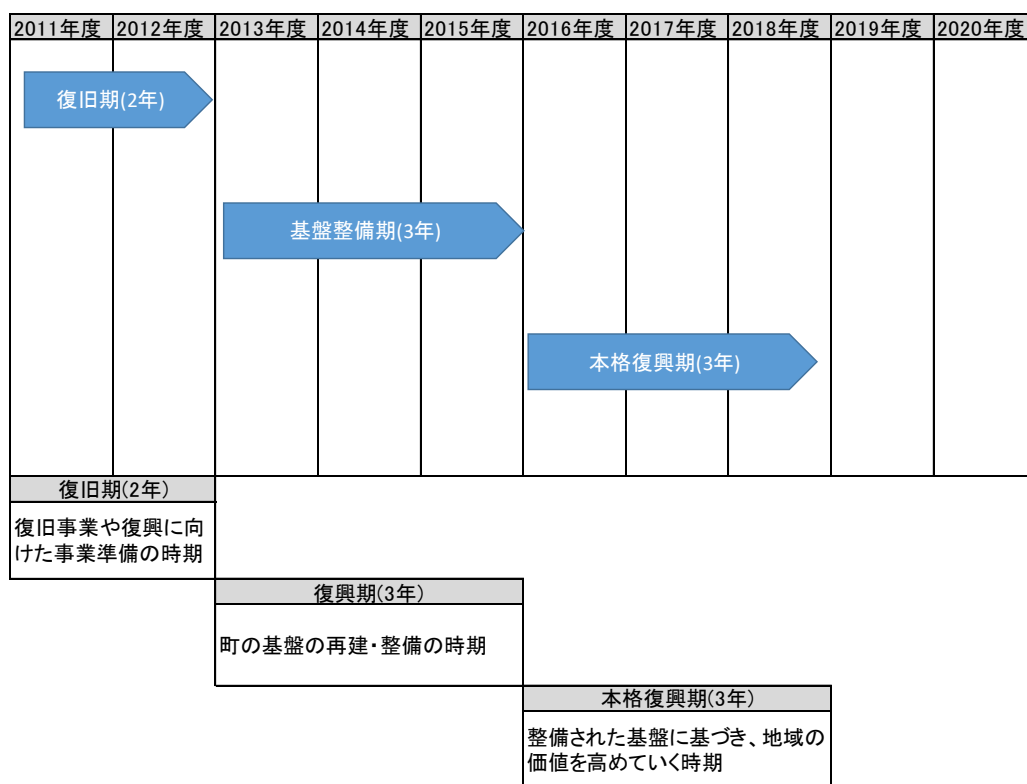 2011年度 2012年度 2013年度 2014年度 2015年度 2016年度 2017年度 2018年度 2019年度 2020年度
復旧期(2年)
基盤整備期(3年)
本格復興期(3年)
復旧期(2年)
復旧事業や復興に向
けた事業準備の時期
復興期(3年)
町の基盤の再建・整備の時期
本格復興期(3年)
整備された基盤に基づき、地域の
価値を高めていく時期